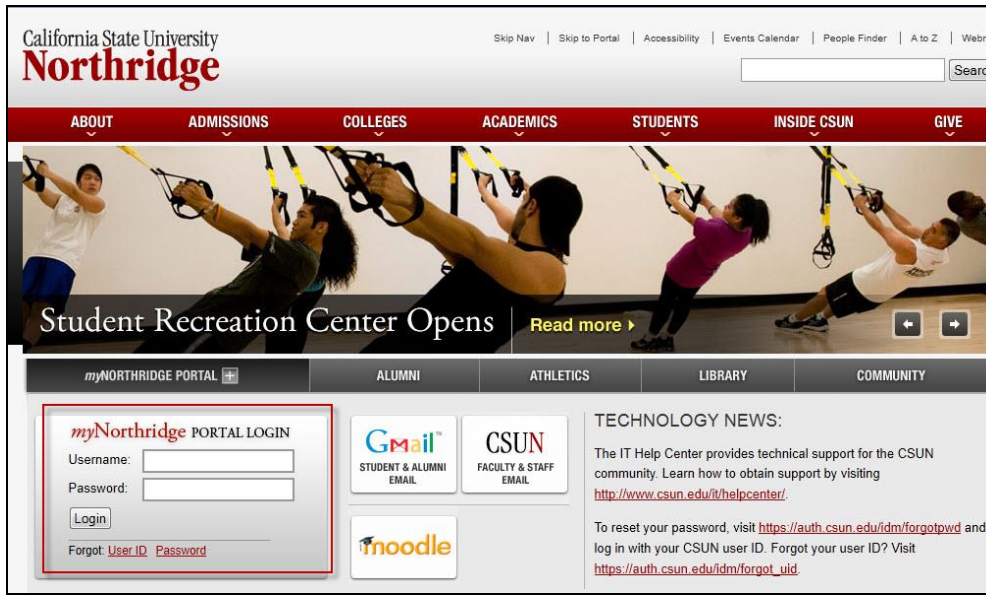 California State University
Northridge
Skip Nav | Skip to Portal | Accessibility | Events Calendar | People Finder | A to Z | Webr
Searc
ABOUT ADMISSIONS COLLEGES ACADEMICS STUDENTS INSIDE CSUN GIVE
Student Recreation Center Opens Read more
myNORTHRIDGE PORTAL ALUMNI ATHLETICS LIBRARY COMMUNITY
myNorthridge PORTAL LOGIN
Username:
Password:
Login
Forgot: User ID Password
GMail™
STUDENT & ALUMNI
EMAIL
CSUN
FACULTY & STAFF
EMAIL
moodle
TECHNOLOGY NEWS:
The IT Help Center provides technical support for the CSUN
community. Learn how to obtain support by visiting
http://www.csun.edu/it/helpcenter/.
To reset your password, visit https://auth.csun.edu/idm/forgotpwd and
log in with your CSUN user ID. Forgot your user ID? Visit
https://auth.csun.edu/idm/forgot_uid.